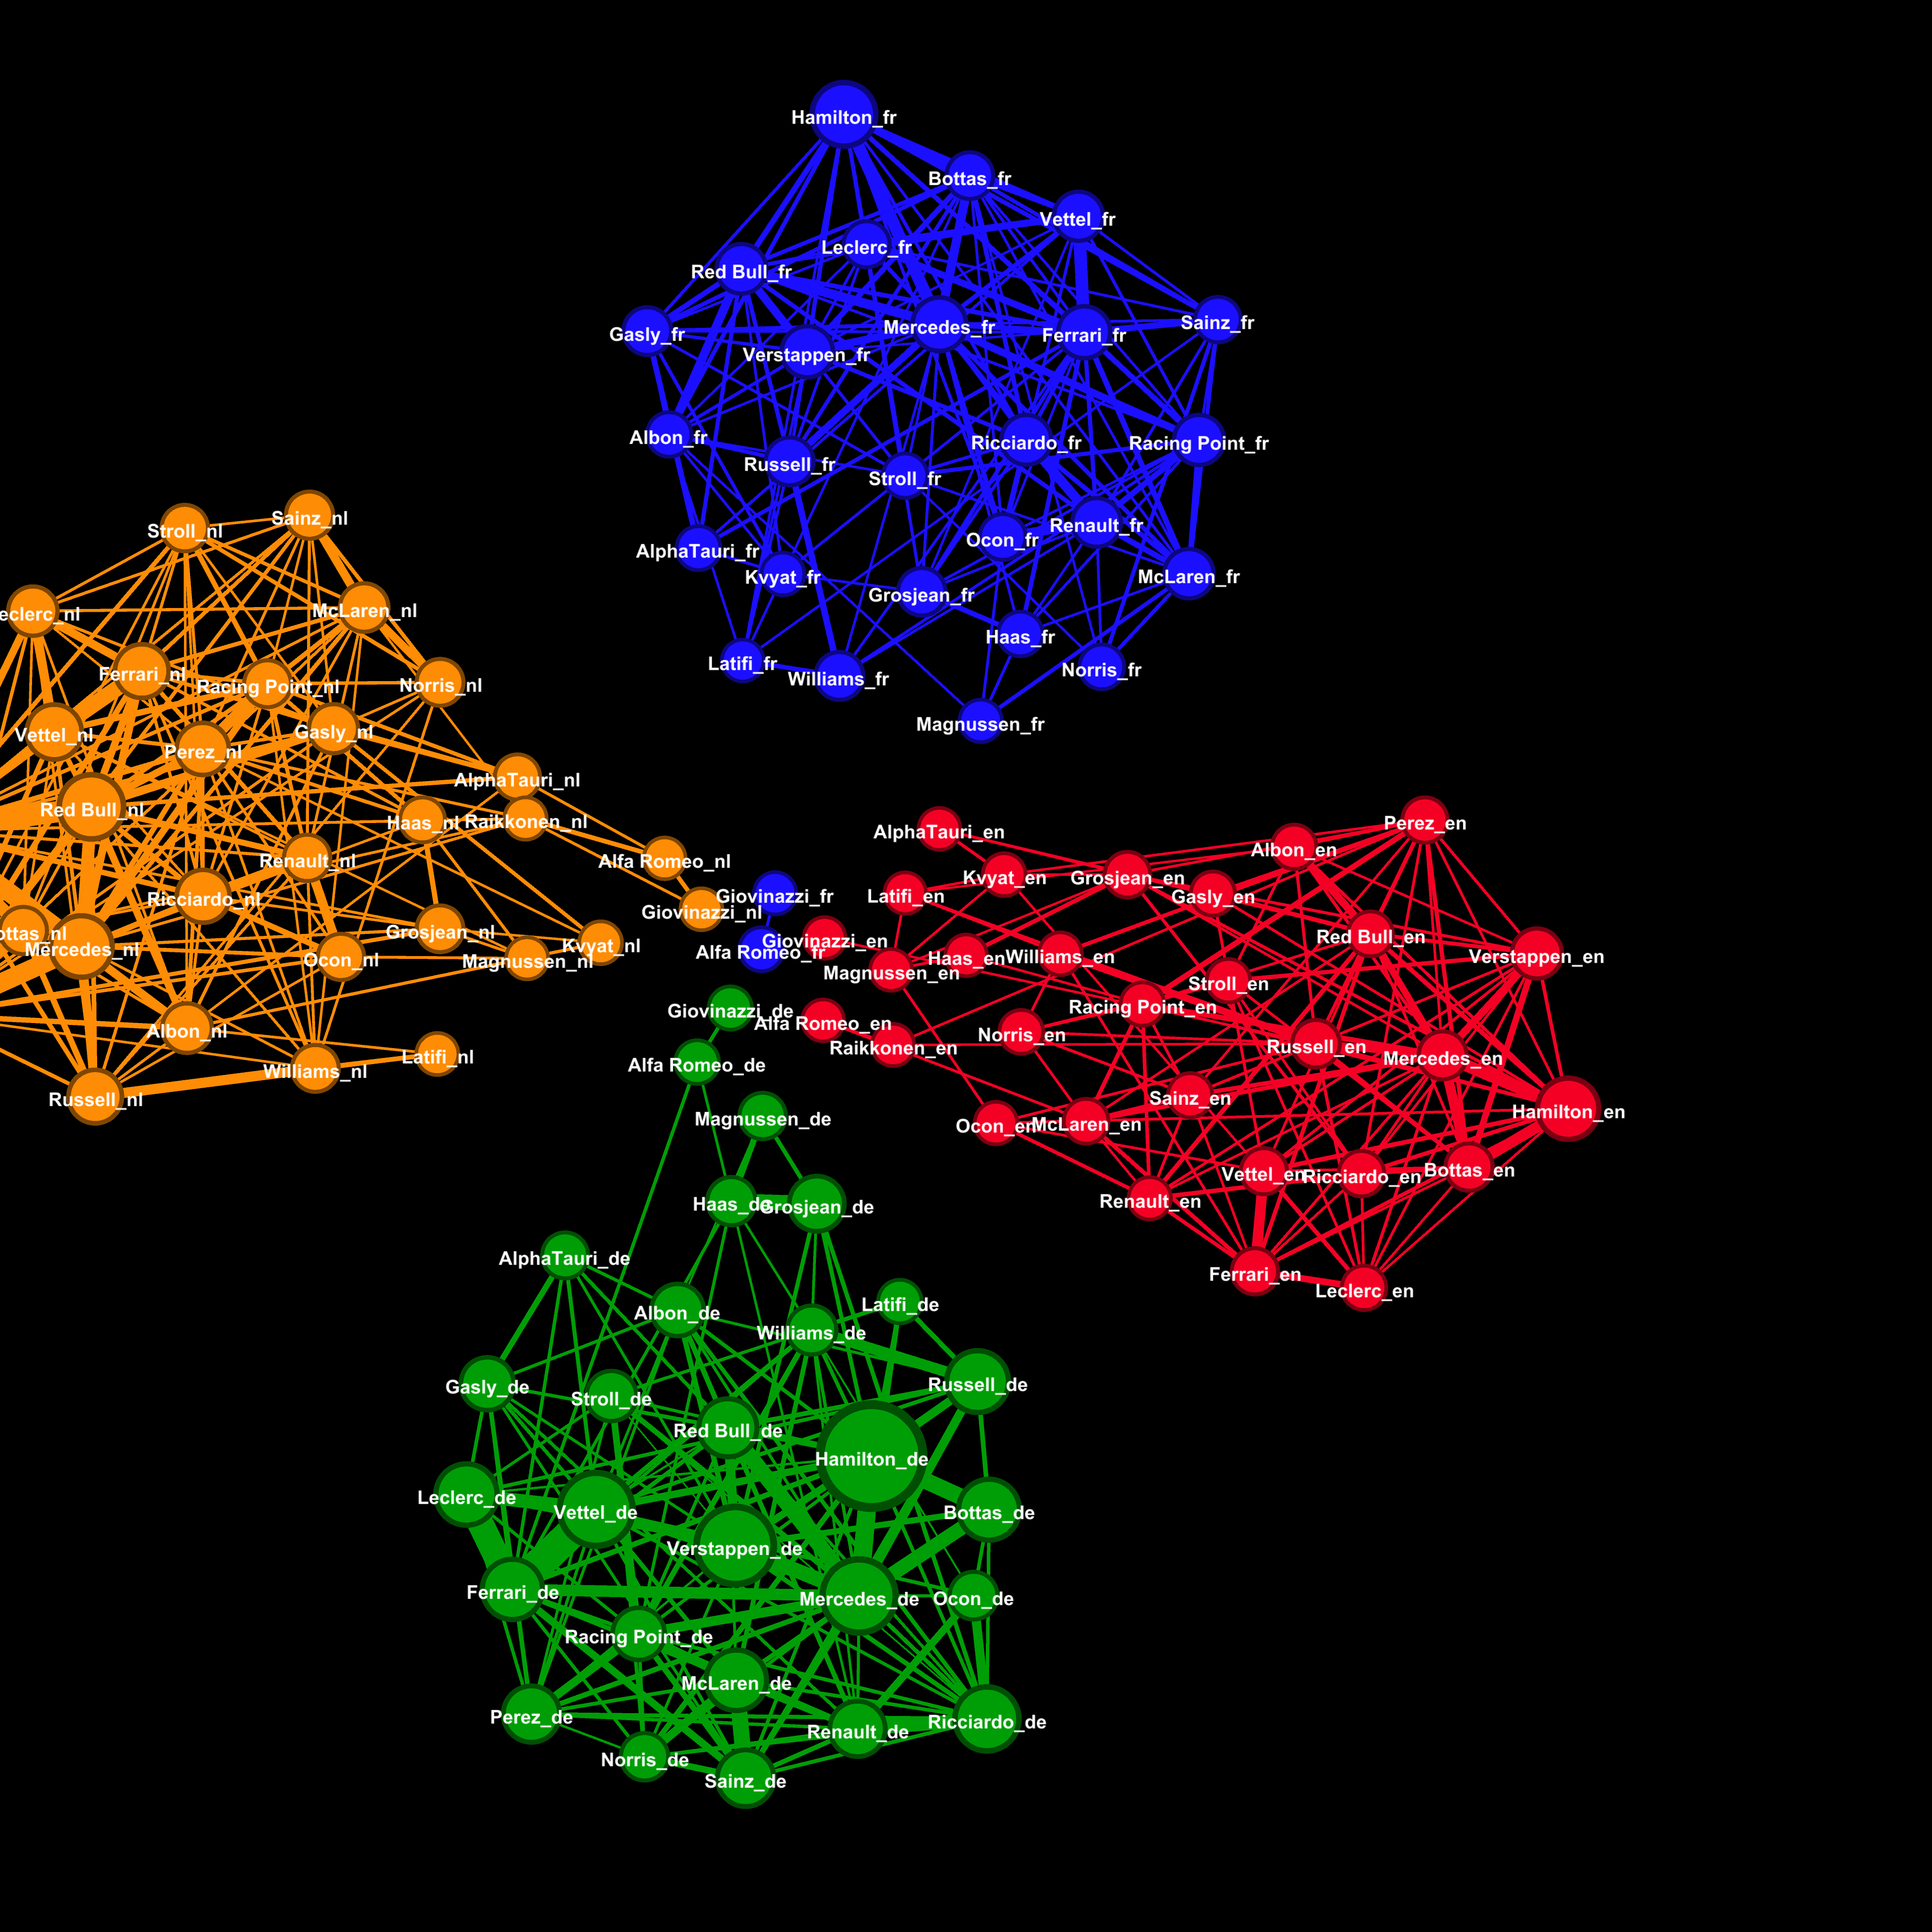 Hamilton_fr
Bottas_fr
Vettel_fr
Leclerc_fr
Red Bull_fr
Gasly_fr
Verstappen_fr
Mercedes_fr
Ferrari_fr
Sainz_fr
Albon_fr
Russell_fr
Stroll_fr
Ricciardo_fr
Racing Point_fr
AlphaTauri_fr
Kvyat_fr
Grosjean_fr
Ocon_fr
Renault_fr
McLaren_fr
Latifi_fr
Williams_fr
Haas_fr
Norris_fr
Magnussen_fr
Giovinazzi_fr
Alfa Romeo_fr
Stroll_nl
Sainz_nl
eclerc_nl
McLaren_nl
Ferrari_nl
Racing Point_nl
Norris_nl
Vettel_nl
Perez_nl
Gasly_nl
AlphaTauri_nl
Red Bull_nl
Haas_nl
Raikkonen_nl
Renault_nl
Alfa Romeo_nl
Ricciardo_nl
Giovinazzi_nl
ottas_nl
Mercedes_nl
Grosjean_nl
Ocon_nl
Magnussen_nl
Kvyat_nl
Albon_nl
Williams_nl
Latifi_nl
Russell_nl
AlphaTauri_en
Perez_en
Albon_en
Kvyat_en
Grosjean_en
Latifi_en
Gasly_en
Giovinazzi_en
Red Bull_en
Magnussen_en
Haas_en
Williams_en
Verstappen_en
Stroll_en
Racing Point_en
Alfa Romeo_en
Raikkonen_en
Norris_en
Russell_en
Mercedes_en
Sainz_en
Hamilton_en
Ocon_en
McLaren_en
Vettel_en
Ricciardo_en
Bottas_en
Renault_en
Ferrari_en
Leclerc_en
Giovinazzi_de
Alfa Romeo_de
Magnussen_de
Haas_de
Grosjean_de
AlphaTauri_de
Albon_de
Latifi_de
Williams_de
Gasly_de
Stroll_de
Russell_de
Red Bull_de
Hamilton_de
Leclerc_de
Vettel_de
Bottas_de
Verstappen_de
Ferrari_de
Mercedes_de
Ocon_de
Racing Point_de
McLaren_de
Perez_de
Renault_de
Ricciardo_de
Norris_de
Sainz_de